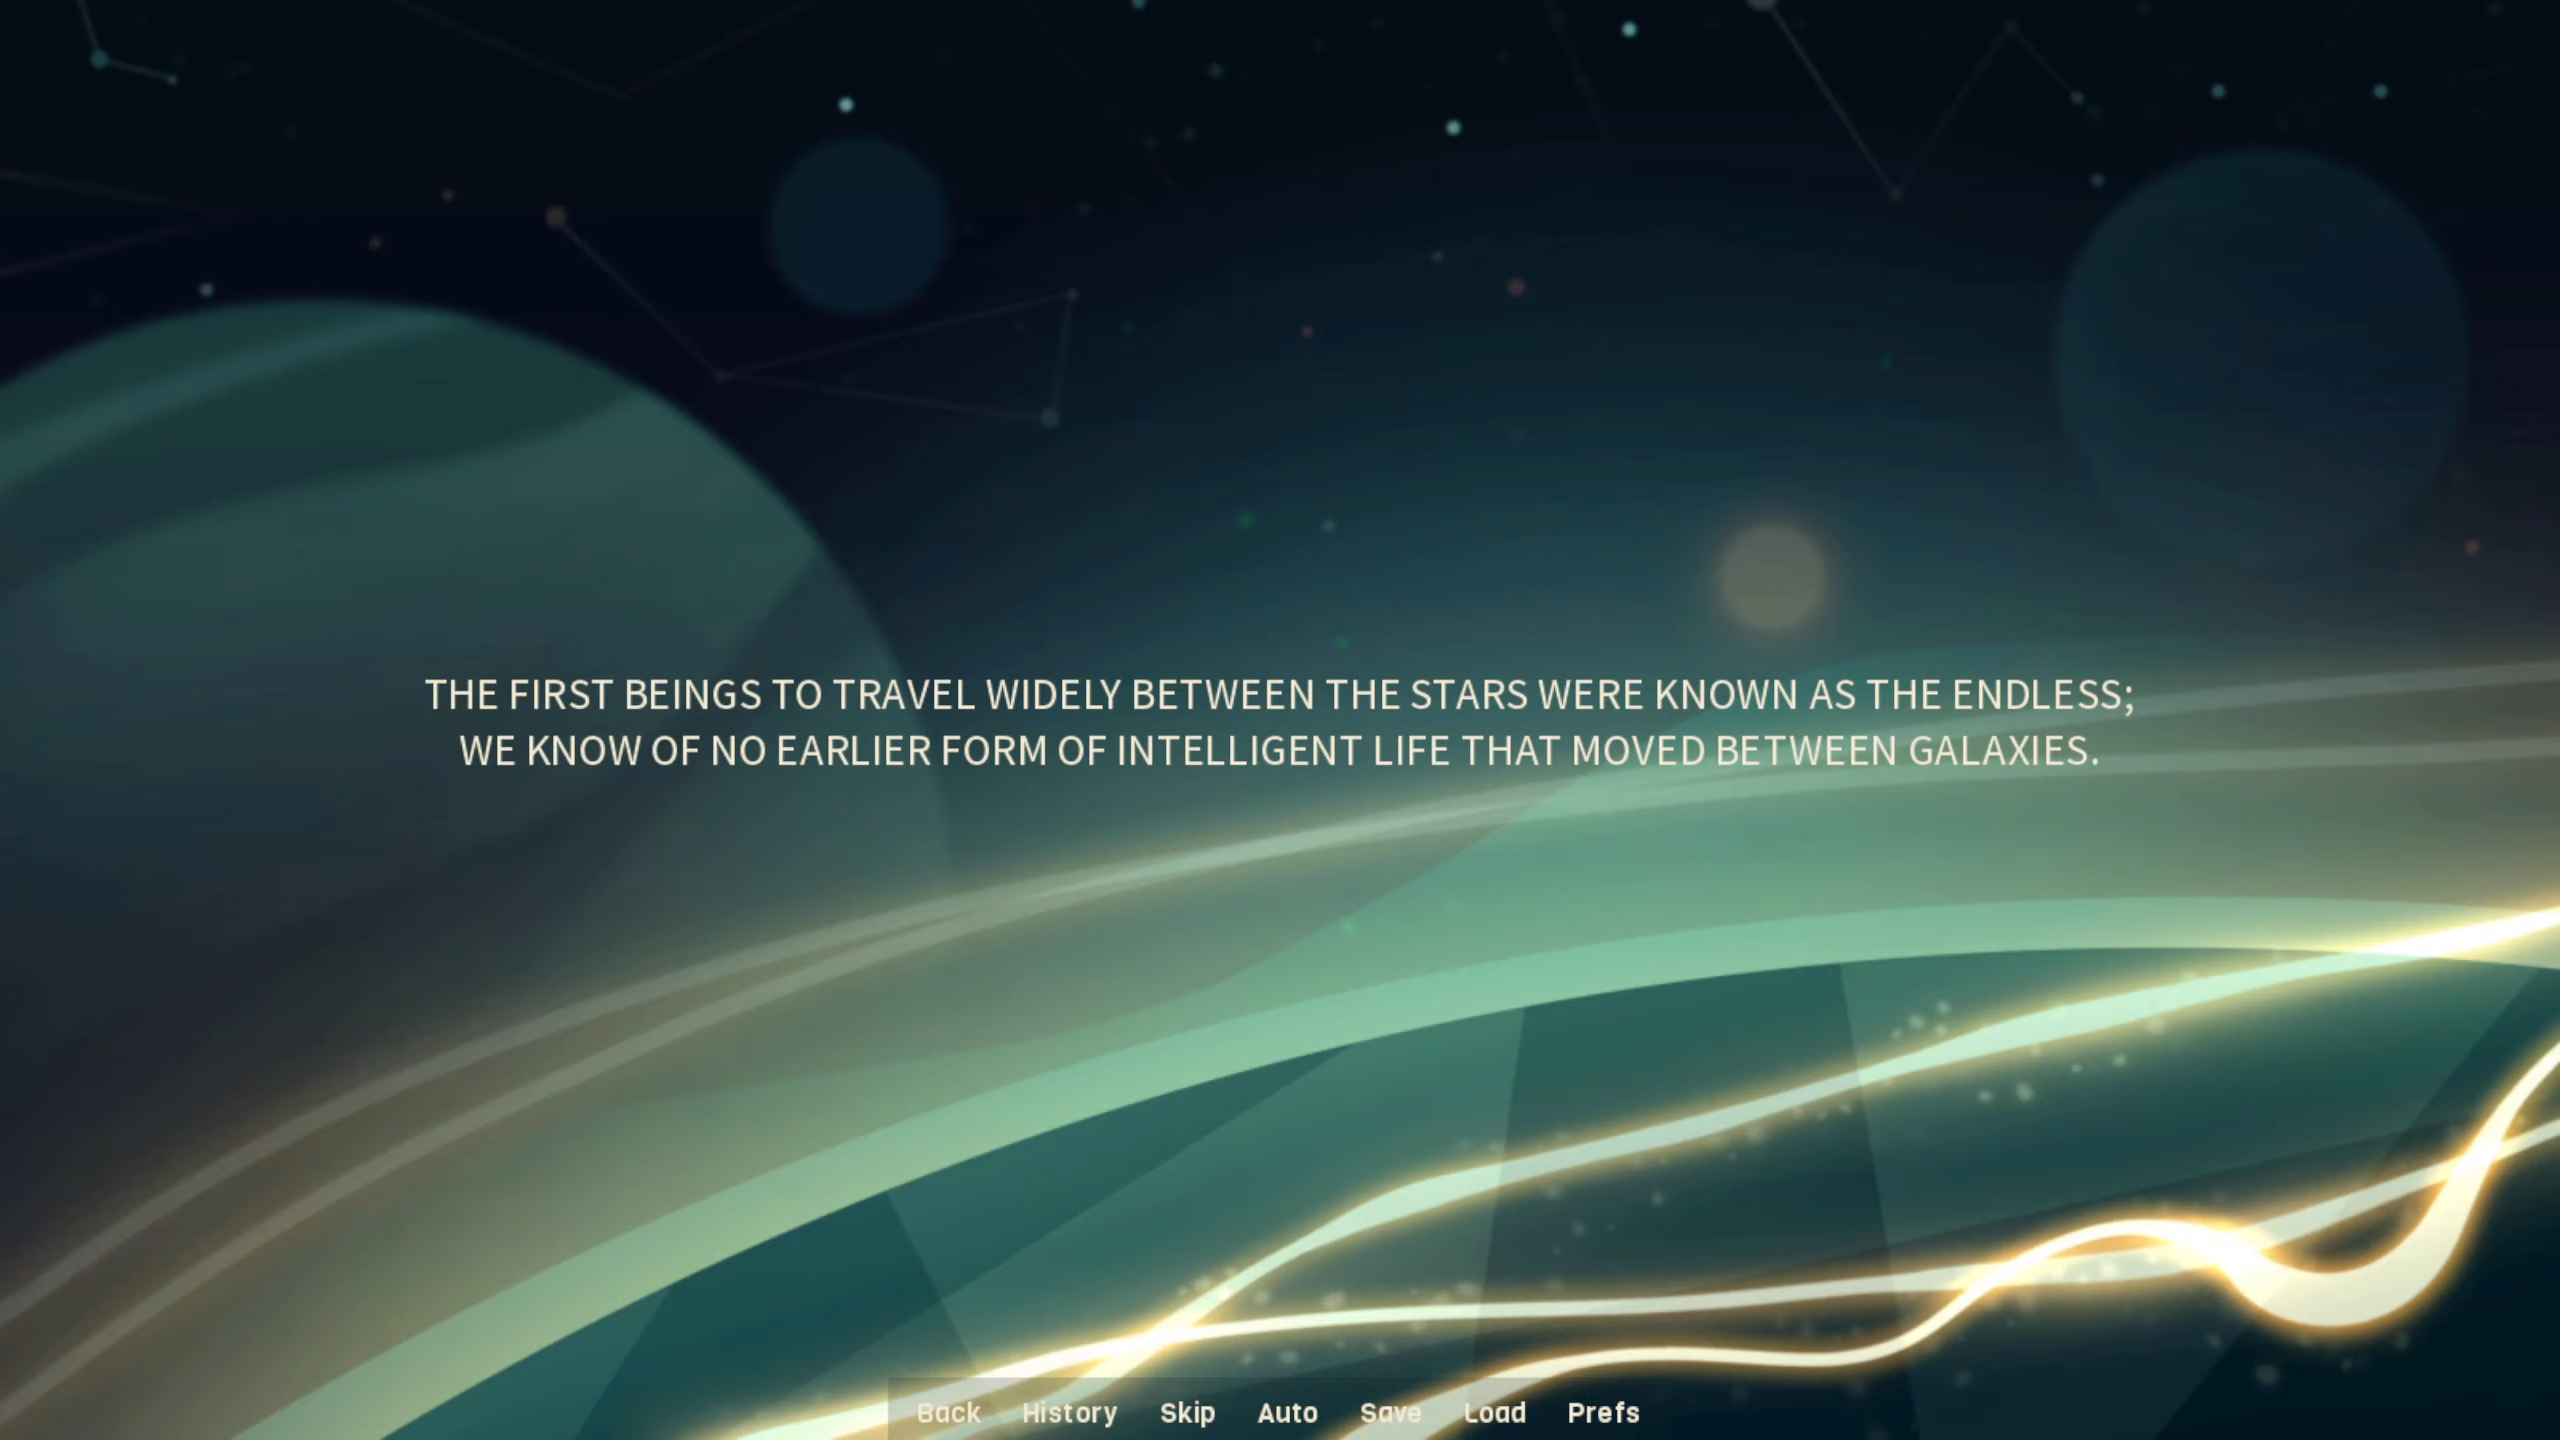 THE FIRST BEINGS TO TRAVEL WIDELY BETWEEN THE STARS WERE KNOWN AS THE ENDLESS;
WE KNOW OF NO EARLIER FORM OF INTELLIGENT LIFE THAT MOVED BETWEEN GALAXIES.
Back History Skip Auto Save Load Prefs